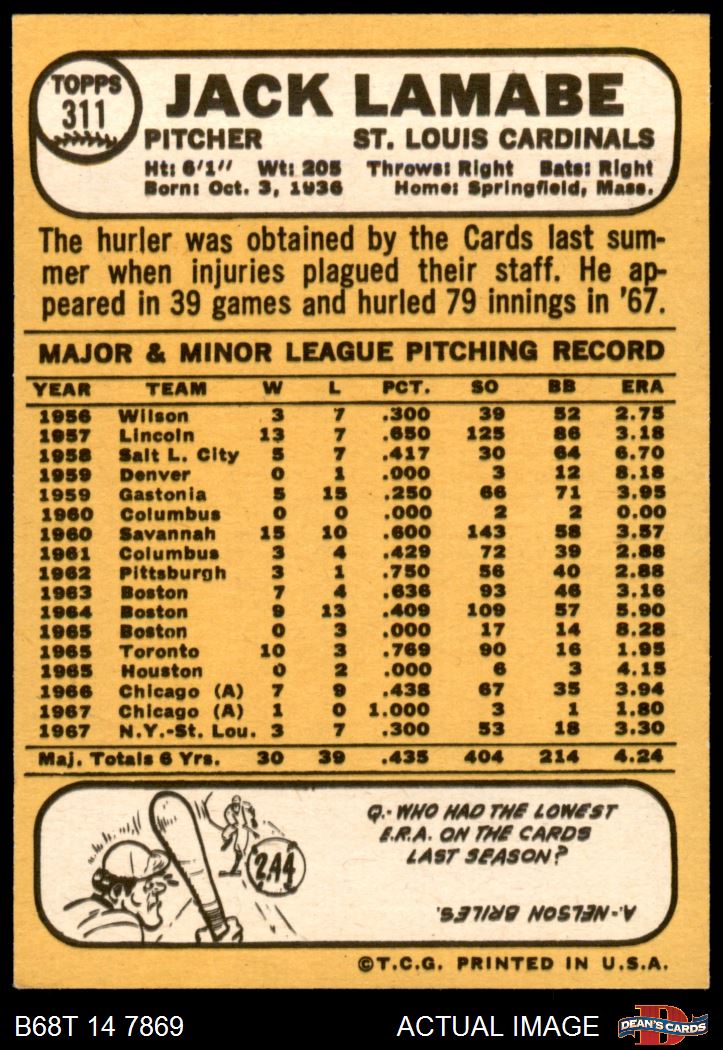 TOPPS
311
JACK LAMABE
PITCHER ST. LOUIS CARDINALS
Ht: 6'1" Wt: 205 Throws: Right Bats: Right
Born: Oct. 3, 1936 Home: Springfield, Mass.
The hurler was obtained by the Cards last sum-
mer when injuries plagued their staff. He ap-
peared in 39 games and hurled 79 innings in '67.
MAJOR & MINOR LEAGUE PITCHING RECORD
YEAR TEAM W L PCT. SO BB ERA
1956 Wilson 3 7 .300 39 52 2.75
1957 Lincoln 13 7 .650 125 86 3.18
1958 Salt L. City 5 7 .417 30 64 6.70
1959 Denver 0 1 .000 3 12 8.18
1959 Gastonia 5 15 .250 66 71 3.95
1960 Columbus 0 0 .000 2 2 0.00
1960 Savannah 15 10 .600 143 58 3.57
1961 Columbus 3 4 .429 72 39 2.88
1962 Pittsburgh 3 1 .750 56 40 2.88
1963 Boston 7 4 .636 93 46 3.16
1964 Boston 9 13 .409 109 57 5.90
1965 Boston 0 3 .000 17 14 8.28
1965 Toronto 10 3 .769 90 16 1.95
1965 Houston 0 2 .000 6 3 4.15
1966 Chicago (A) 7 9 .438 67 35 3.94
1967 Chicago (A) 1 0 1.000 3 1 1.80
1967 N.Y.-St. Lou. 3 7 .300 53 18 3.30
Maj. Totals 6 Yrs. 30 39 .435 404 214 4.24
Q.- WHO HAD THE LOWEST
E.R.A. ON THE CARDS
LAST SEASON?
2.44
A.-NELSON BRILES.
©T.C.G. PRINTED IN U.S.A.
B68T 14 7869 ACTUAL IMAGE
D
DEAN'S CARDS